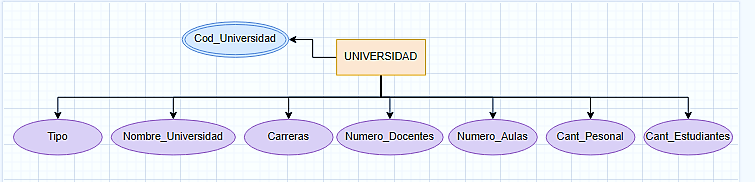 Cod_Universidad
UNIVERSIDAD
Tipo
Nombre_Universidad
Carreras
Numero_Docentes
Numero_Aulas
Cant_Pesonal
Cant_Estudiantes